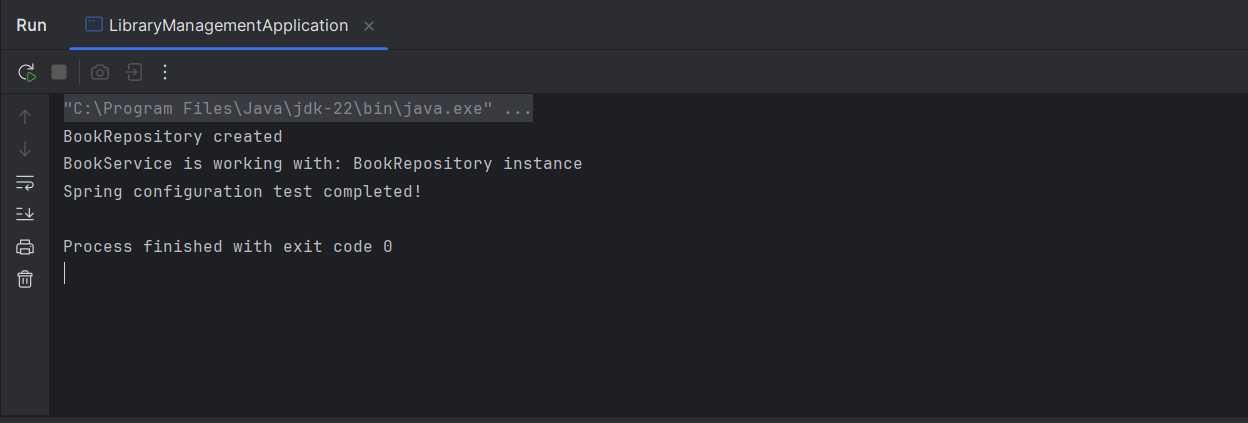 Run
LibraryManagementApplication
"C:\Program Files\Java\jdk-22\bin\java.exe" ...
BookRepository created
BookService is working with: BookRepository instance
Spring configuration test completed!
Process finished with exit code 0